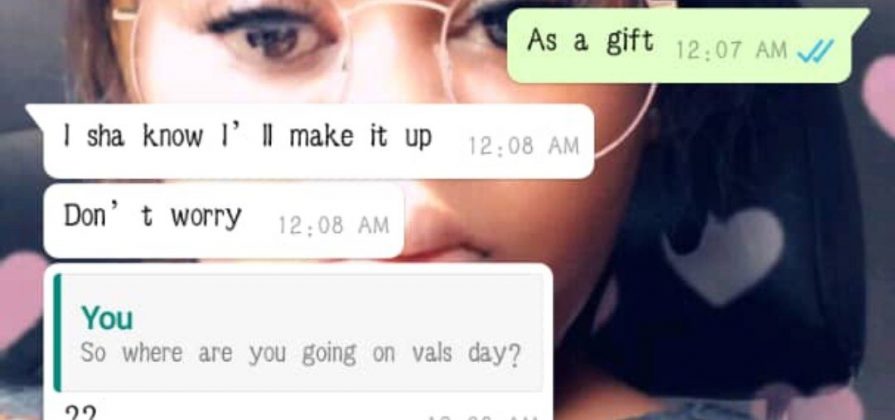 As a gift 12:07 AM
I sha know I'll make it up 12:08 AM
Don't worry 12:08 AM
You
So where are you going on vals day?
??